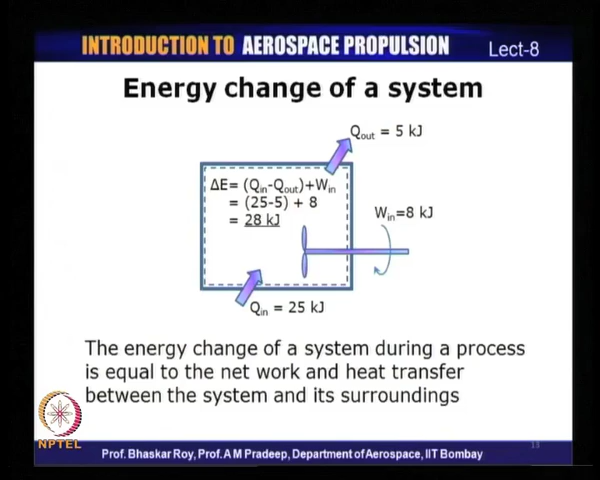 INTRODUCTION TO AEROSPACE PROPULSION Lect-8
Energy change of a system
Qout = 5 kJ
ΔE= (Qin-Qout)+Win
= (25-5) + 8
= 28 kJ
Win=8 kJ
Qin = 25 kJ
The energy change of a system during a process
is equal to the net work and heat transfer
between the system and its surroundings
NPTEL
13
Prof. Bhaskar Roy, Prof. A M Pradeep, Department of Aerospace, IIT Bombay